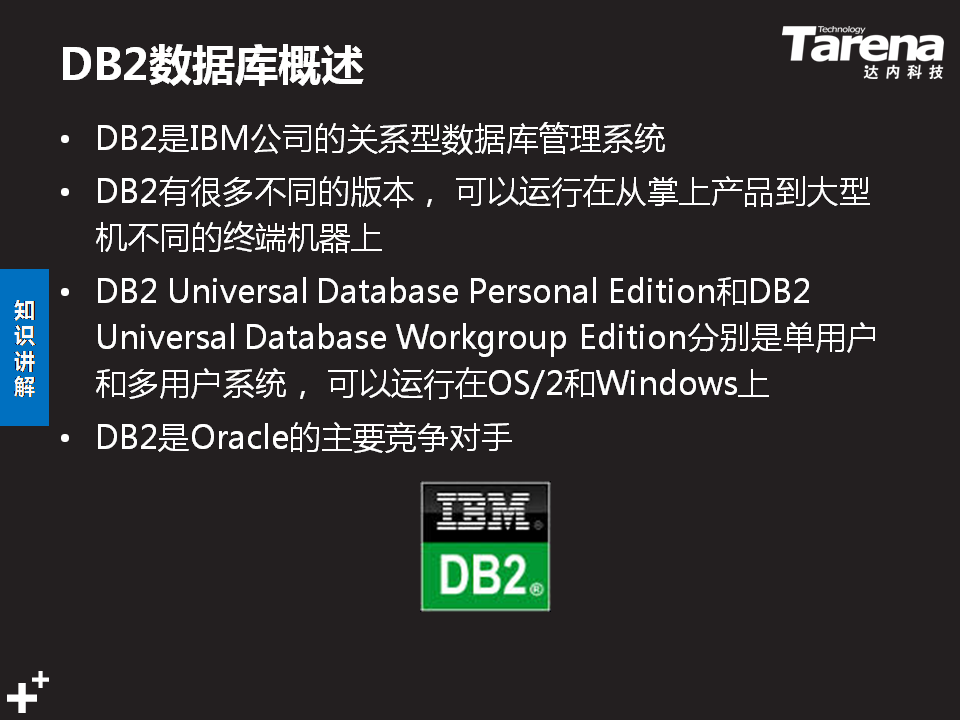 DB2数据库概述
Technology
Tarena
达内科技
• DB2是IBM公司的关系型数据库管理系统
• DB2有很多不同的版本，可以运行在从掌上产品到大型
机不同的终端机器上
• DB2 Universal Database Personal Edition和DB2
Universal Database Workgroup Edition分别是单用户
和多用户系统，可以运行在OS/2和Windows上
• DB2是Oracle的主要竞争对手
知识讲解
IBM®
DB2®